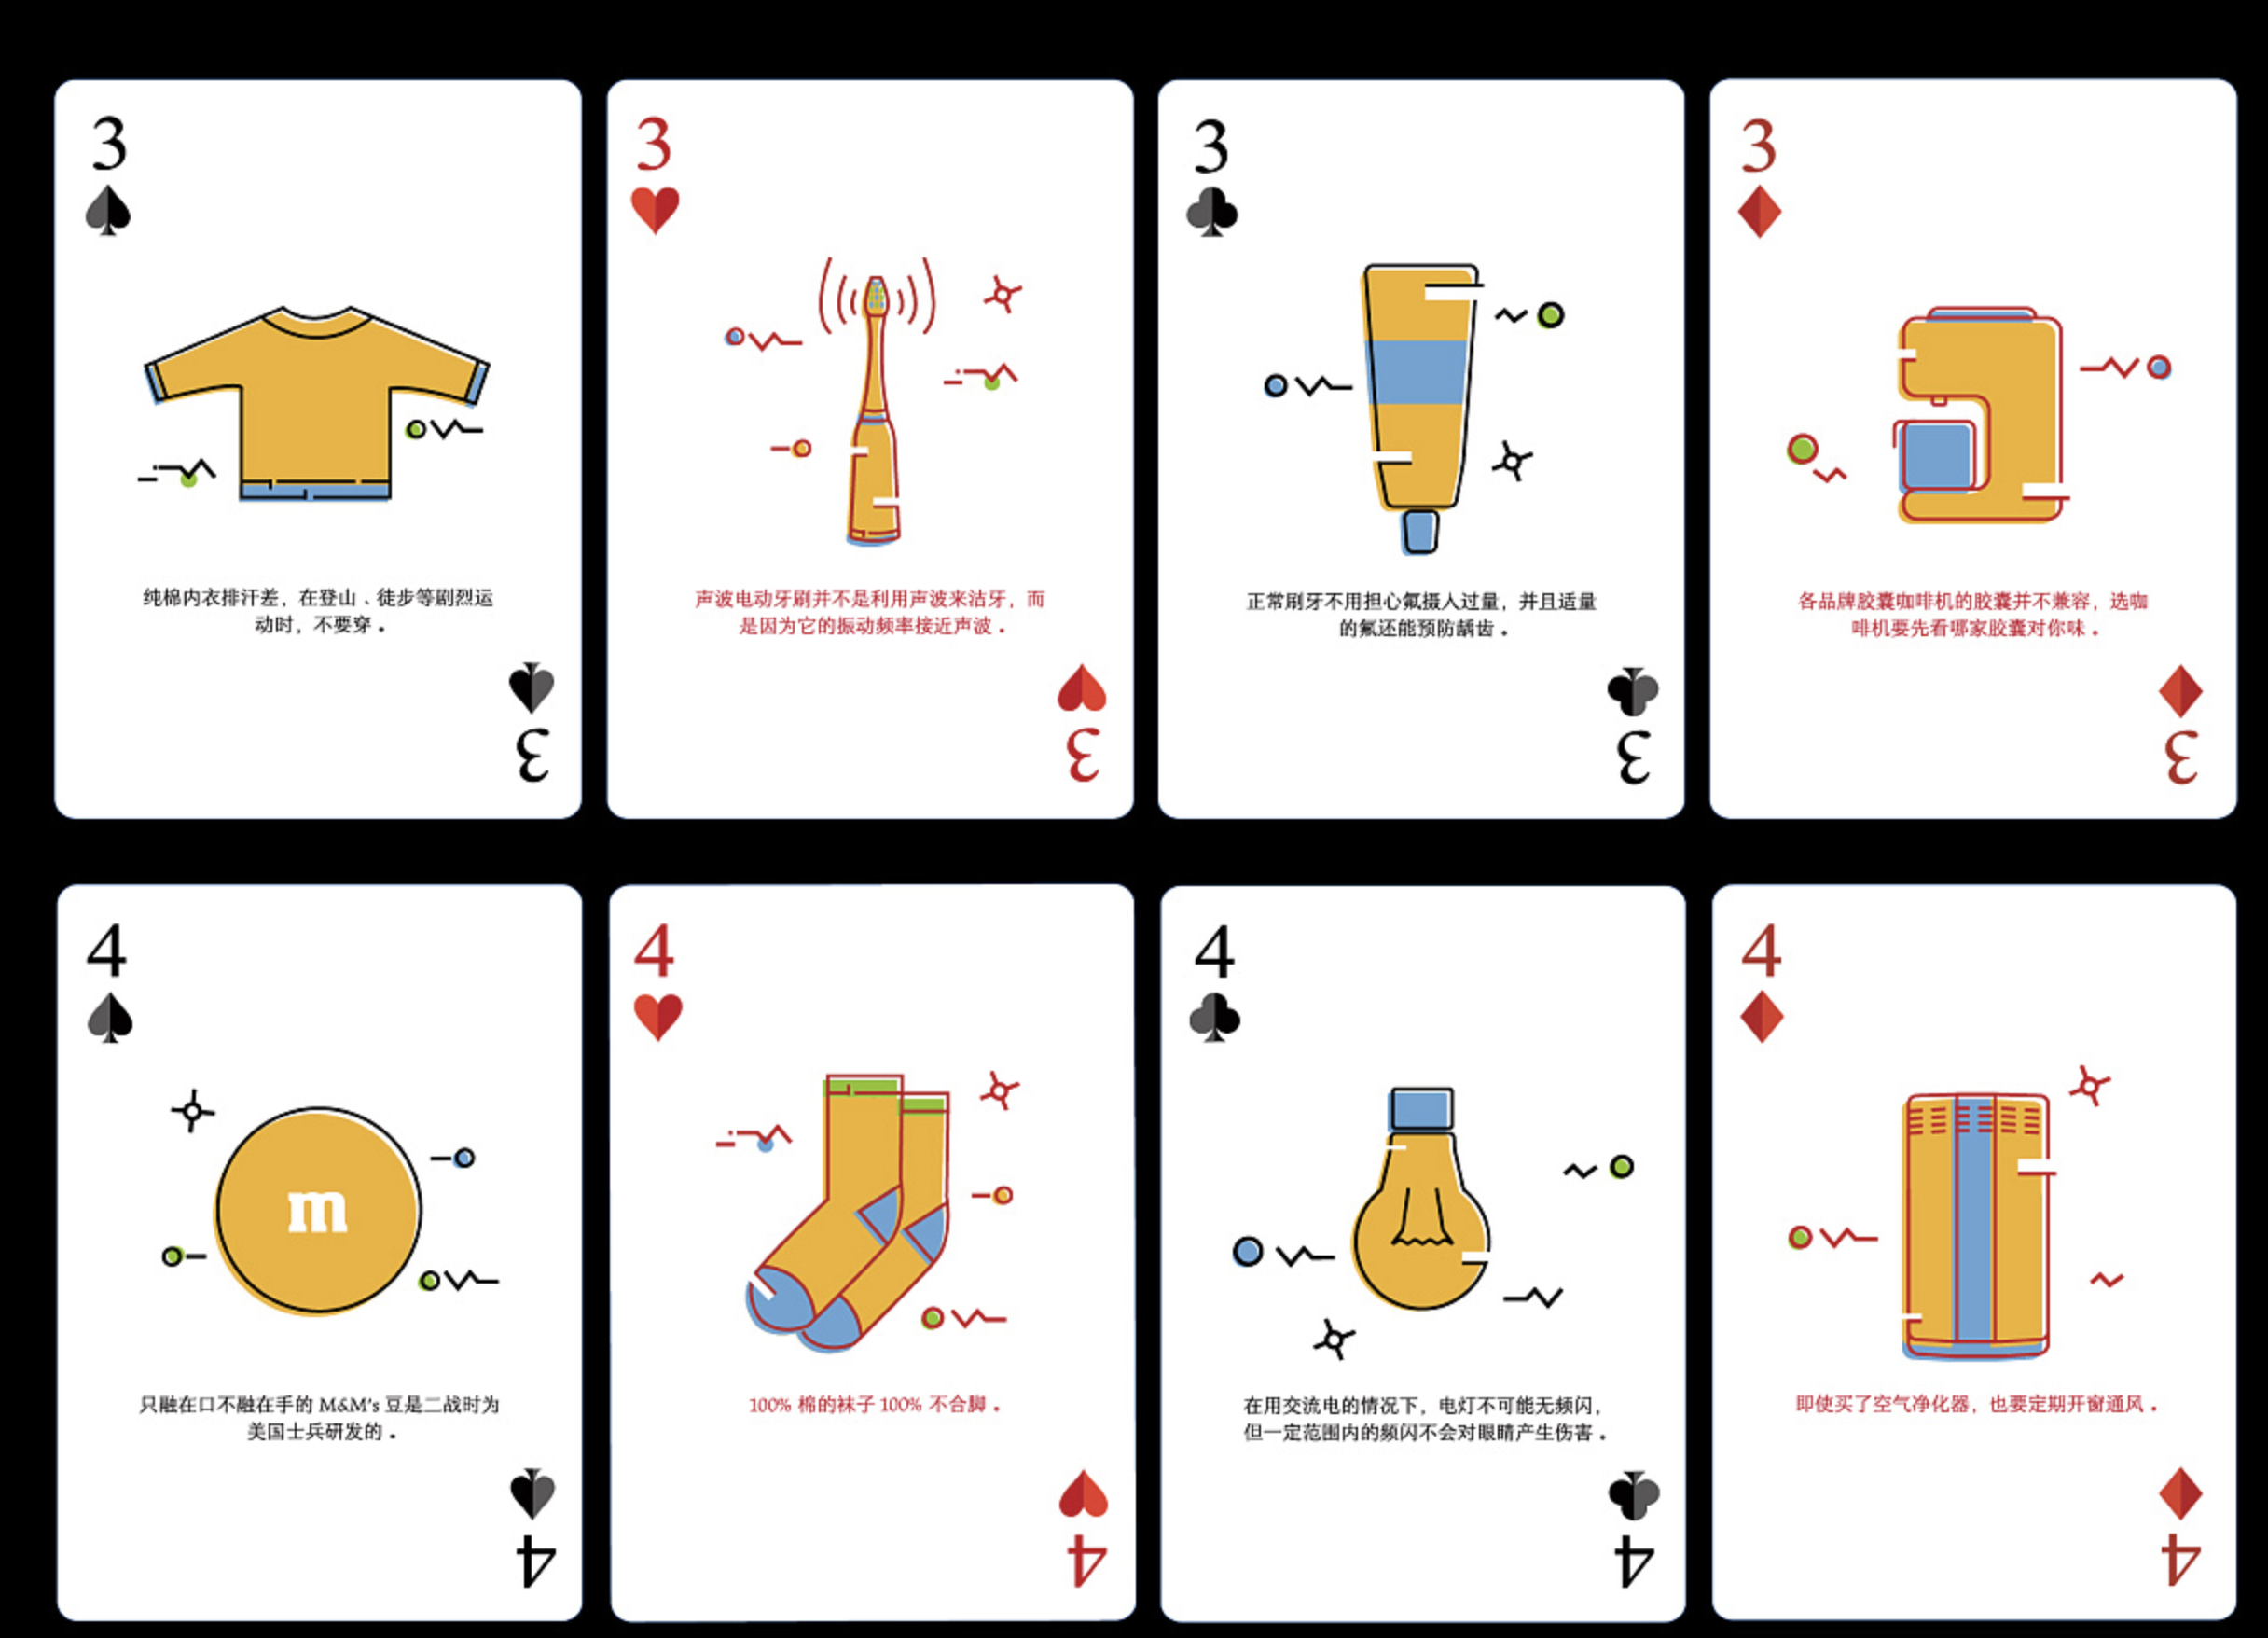 3
纯棉内衣排汗差，在登山、徒步等剧烈运
动时，不要穿。
3
3
声波电动牙刷并不是利用声波来洁牙，而
是因为它的振动频率接近声波。
3
3
正常刷牙不用担心氟摄人过量，并且适量
的氟还能预防龋齿。
3
3
各品牌胶囊咖啡机的胶囊并不兼容，选咖
啡机要先看哪家胶囊对你味。
3
4
m
只融在口不融在手的 M&M's 豆是二战时为
美国士兵研发的。
4
4
100% 棉的袜子 100% 不合脚。
4
4
在用交流电的情况下，电灯不可能无频闪，
但一定范围内的频闪不会对眼睛产生伤害。
4
4
即使买了空气净化器，也要定期开窗通风。
4